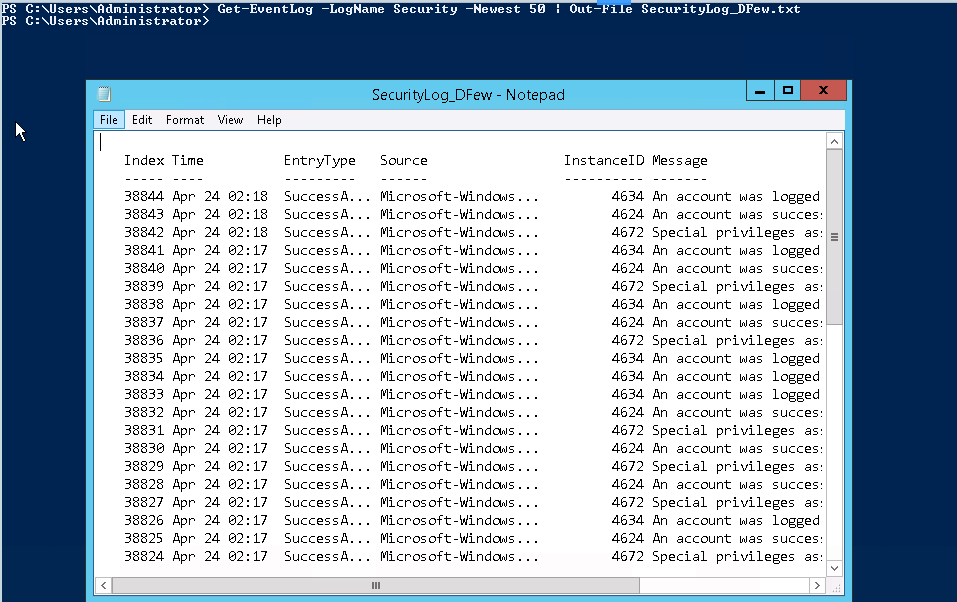 PS C:\Users\Administrator> Get-EventLog -LogName Security -Newest 50 | Out-File SecurityLog_DFew.txt
PS C:\Users\Administrator>
SecurityLog_DFew - Notepad
File Edit Format View Help
Index Time EntryType Source InstanceID Message
----- ---- --------- ------ ---------- -------
38844 Apr 24 02:18 SuccessA... Microsoft-Windows... 4634 An account was logged
38843 Apr 24 02:18 SuccessA... Microsoft-Windows... 4624 An account was succes
38842 Apr 24 02:18 SuccessA... Microsoft-Windows... 4672 Special privileges as
38841 Apr 24 02:17 SuccessA... Microsoft-Windows... 4634 An account was logged
38840 Apr 24 02:17 SuccessA... Microsoft-Windows... 4624 An account was succes
38839 Apr 24 02:17 SuccessA... Microsoft-Windows... 4672 Special privileges as
38838 Apr 24 02:17 SuccessA... Microsoft-Windows... 4634 An account was logged
38837 Apr 24 02:17 SuccessA... Microsoft-Windows... 4624 An account was succes
38836 Apr 24 02:17 SuccessA... Microsoft-Windows... 4672 Special privileges as
38835 Apr 24 02:17 SuccessA... Microsoft-Windows... 4634 An account was logged
38834 Apr 24 02:17 SuccessA... Microsoft-Windows... 4634 An account was logged
38833 Apr 24 02:17 SuccessA... Microsoft-Windows... 4634 An account was logged
38832 Apr 24 02:17 SuccessA... Microsoft-Windows... 4624 An account was succes
38831 Apr 24 02:17 SuccessA... Microsoft-Windows... 4672 Special privileges as
38830 Apr 24 02:17 SuccessA... Microsoft-Windows... 4624 An account was succes
38829 Apr 24 02:17 SuccessA... Microsoft-Windows... 4672 Special privileges as
38828 Apr 24 02:17 SuccessA... Microsoft-Windows... 4624 An account was succes
38827 Apr 24 02:17 SuccessA... Microsoft-Windows... 4672 Special privileges as
38826 Apr 24 02:17 SuccessA... Microsoft-Windows... 4634 An account was logged
38825 Apr 24 02:17 SuccessA... Microsoft-Windows... 4624 An account was succes
38824 Apr 24 02:17 SuccessA... Microsoft-Windows... 4672 Special privileges as